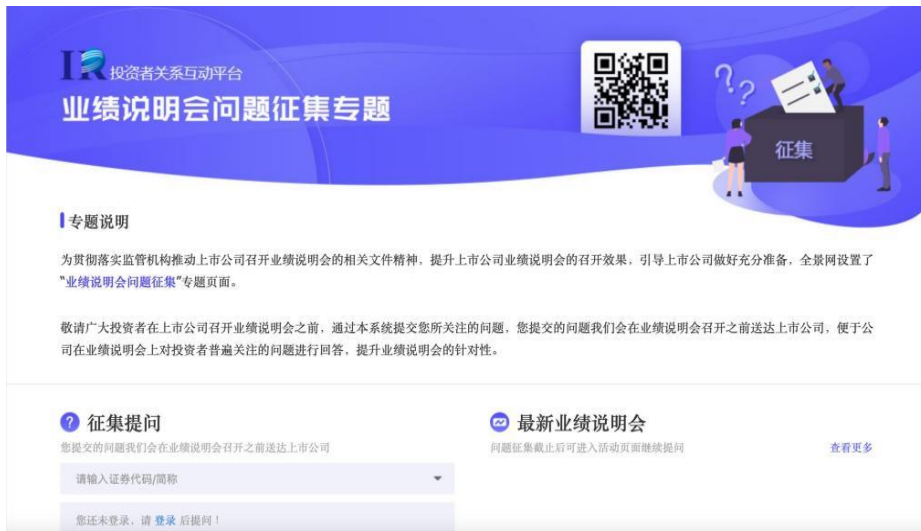 IR 投资者关系互动平台
业绩说明会问题征集专题
征集
专题说明
为贯彻落实监管机构推动上市公司召开业绩说明会的相关文件精神，提升上市公司业绩说明会的召开效果，引导上市公司做好充分准备，全景网设置了
“业绩说明会问题征集”专题页面。
敬请广大投资者在上市公司召开业绩说明会之前，通过本系统提交您所关注的问题，您提交的问题我们会在业绩说明会召开之前送达上市公司，便于公
司在业绩说明会上对投资者普遍关注的问题进行回答，提升业绩说明会的针对性。
? 征集提问
您提交的问题我们会在业绩说明会召开之前送达上市公司
请输入证券代码/简称
您还未登录，请 登录 后提问！
最新业绩说明会
问题征集截止后可进入活动页面继续提问
查看更多